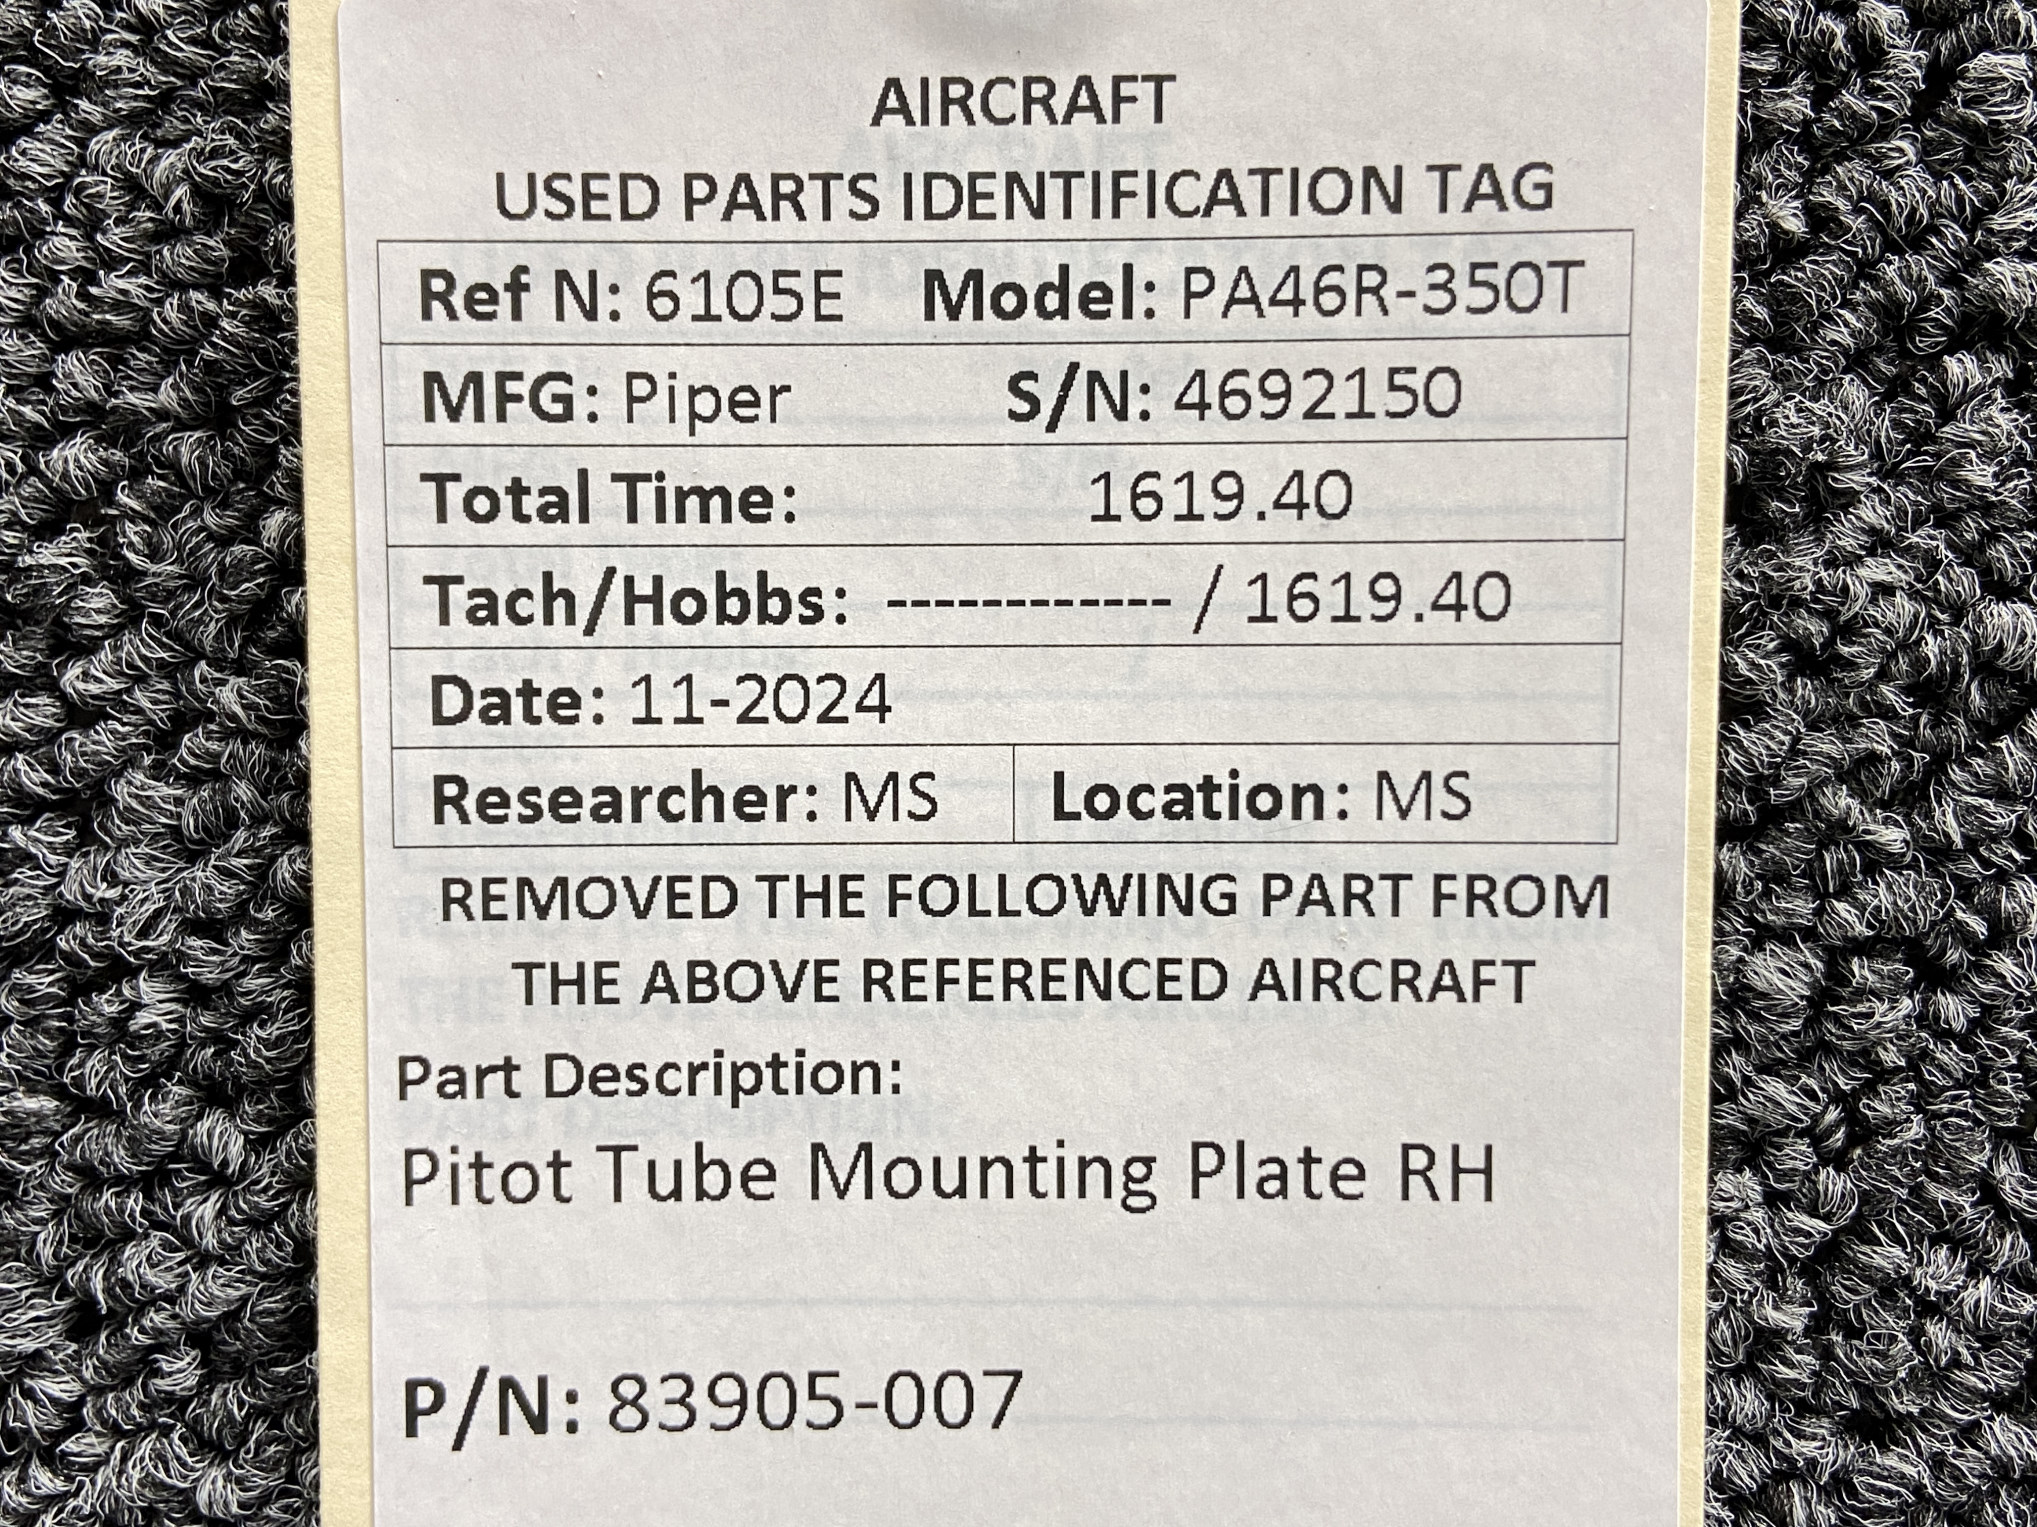 AIRCRAFT
USED PARTS IDENTIFICATION TAG
Ref N: 6105E Model: PA46R-350T
MFG: Piper S/N: 4692150
Total Time: 1619.40
Tach/Hobbs: ------------ / 1619.40
Date: 11-2024
Researcher: MS Location: MS
REMOVED THE FOLLOWING PART FROM
THE ABOVE REFERENCED AIRCRAFT
Part Description:
Pitot Tube Mounting Plate RH
P/N: 83905-007